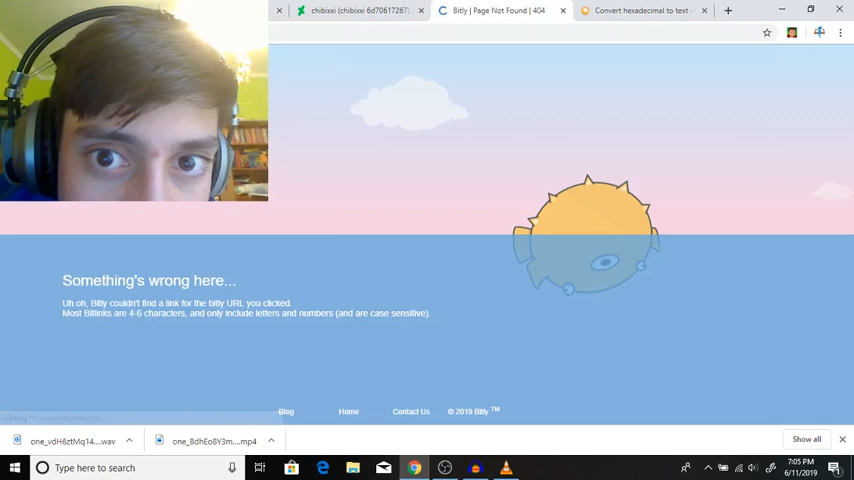 chibixxi (chibixxi 6d70617267)
Bitly | Page Not Found | 404
Convert hexadecimal to text -
Something's wrong here...
Uh oh, Bitly couldn't find a link for the bitly URL you clicked.
Most Bitlinks are 4-6 characters, and only include letters and numbers (and are case sensitive).
Blog
Home
Contact Us
© 2019 Bitly TM
one_vdH6ztMq14....wav
one_8dhEo8Y3m....mp4
Show all
Type here to search
7:05 PM
6/11/2019